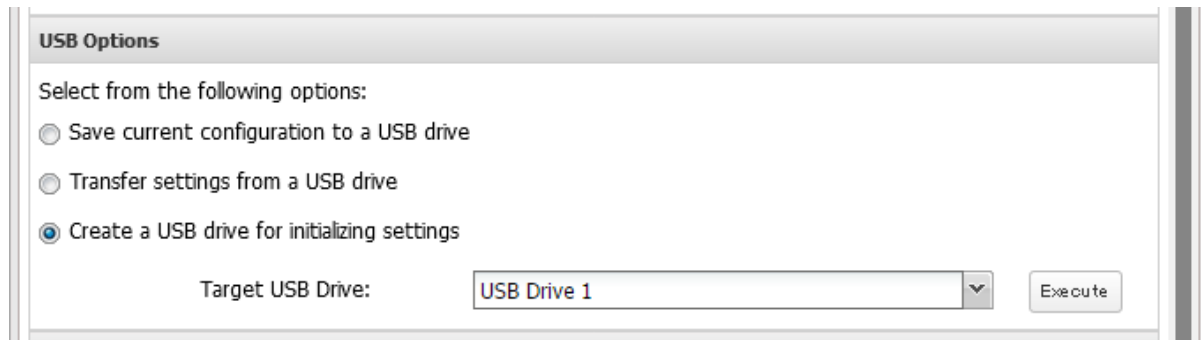 USB Options
Select from the following options:
Save current configuration to a USB drive
Transfer settings from a USB drive
Create a USB drive for initializing settings
Target USB Drive: USB Drive 1 Execute